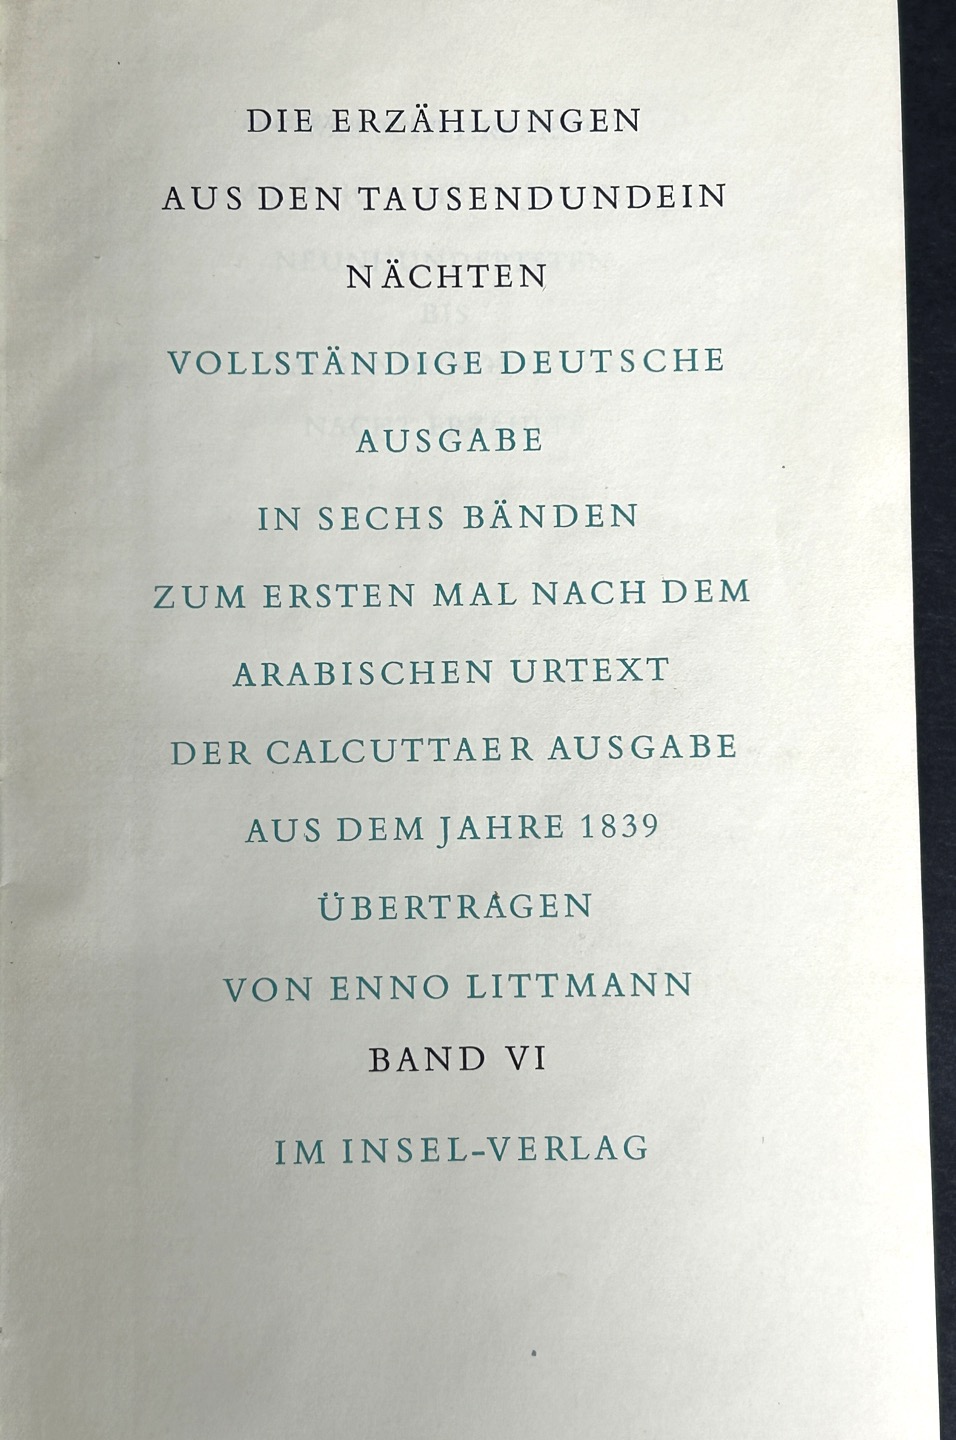 DIE ERZÄHLUNGEN
AUS DEN TAUSENDUNDEIN
NÄCHTEN
VOLLSTÄNDIGE DEUTSCHE
AUSGABE
IN SECHS BÄNDEN
ZUM ERSTEN MAL NACH DEM
ARABISCHEN URTEXT
DER CALCUTTAER AUSGABE
AUS DEM JAHRE 1839
ÜBERTRAGEN
VON ENNO LITTMANN
BAND VI
IM INSEL-VERLAG